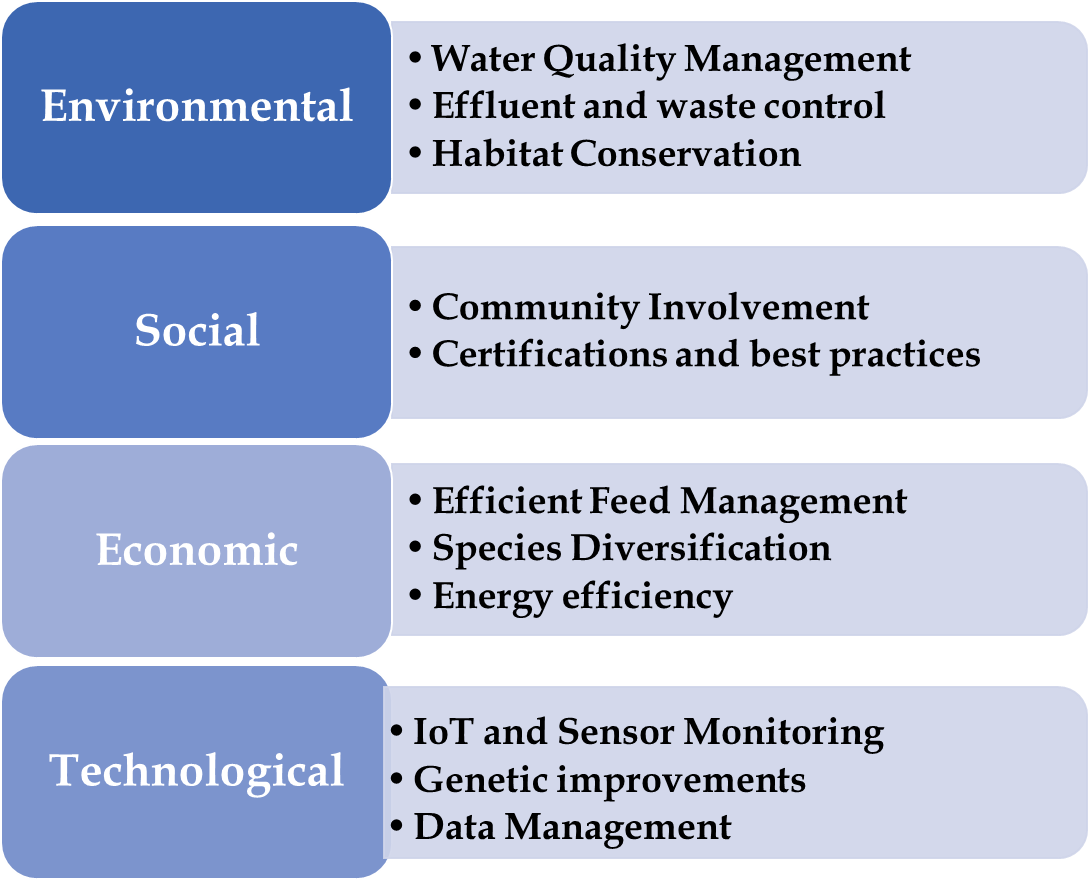 Environmental
• Water Quality Management
• Effluent and waste control
• Habitat Conservation
Social
• Community Involvement
• Certifications and best practices
Economic
• Efficient Feed Management
• Species Diversification
• Energy efficiency
Technological
• IoT and Sensor Monitoring
• Genetic improvements
• Data Management